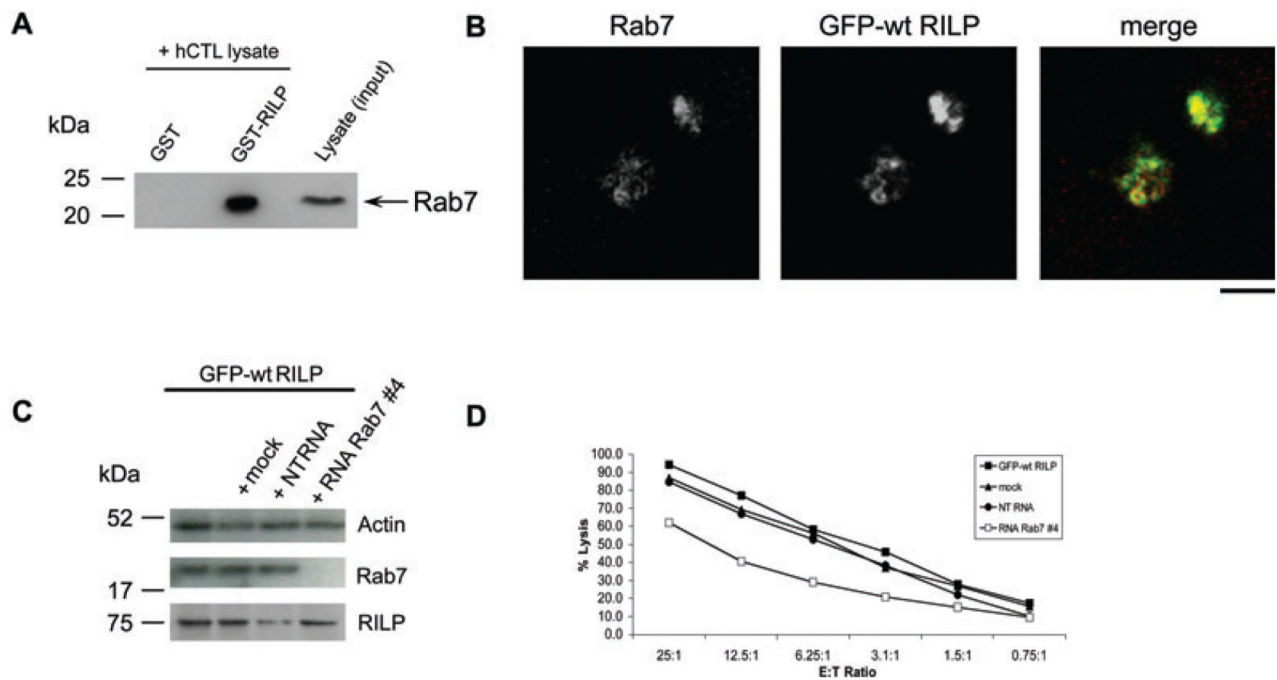 A
+ hCTL lysate
kDa
GST
GST-RILP
Lysate (input)
25
20
Rab7
B
Rab7
GFP-wt RILP
merge
C
GFP-wt RILP
kDa
+ mock
+ NTRNA
+ RNA Rab7 #4
52
Actin
Rab7
17
75
RILP
D
% Lysis
100.0
90.0
80.0
70.0
60.0
50.0
40.0
30.0
20.0
10.0
0.0
25:1
12.5:1
6.25:1
3.1:1
1.5:1
0.75:1
E:T Ratio
GFP-wt RILP
mock
NT RNA
RNA Rab7 #4